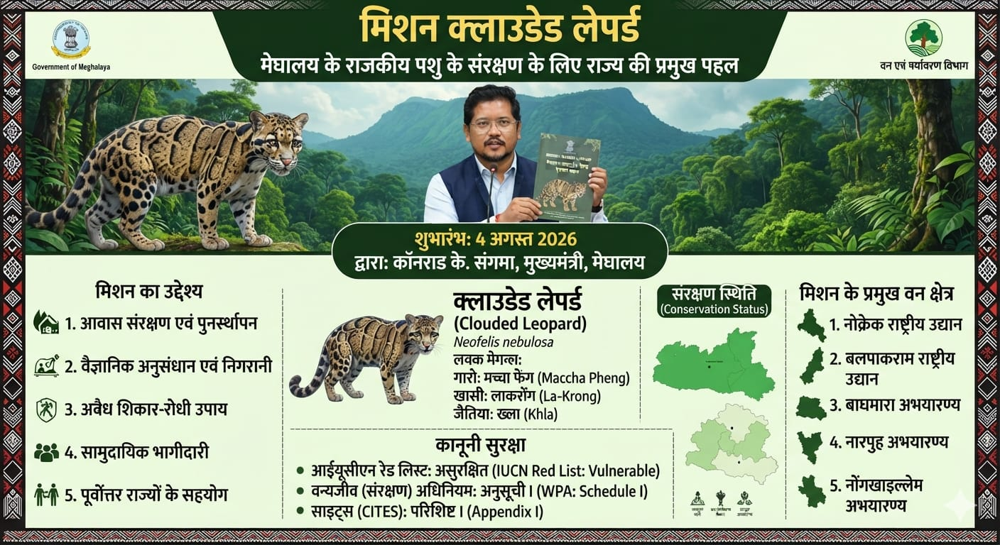 मिशन क्लाउडेड लेपर्ड
मेघालय के राजकीय पशु के संरक्षण के लिए राज्य की प्रमुख पहल
Government of Meghalaya
वन एवं पर्यावरण विभाग
शुभारंभ: 4 अगस्त 2026
द्वारा: कॉनराड के. संगमा, मुख्यमंत्री, मेघालय
मिशन का उद्देश्य
1. आवास संरक्षण एवं पुनर्स्थापन
2. वैज्ञानिक अनुसंधान एवं निगरानी
3. अवैध शिकार-रोधी उपाय
4. सामुदायिक भागीदारी
5. पूर्वोत्तर राज्यों के सहयोग
क्लाउडेड लेपर्ड
(Clouded Leopard)
Neofelis nebulosa
गारो: मच्चा फेंग (Maccha Pheng)
खासी: लाकरोंग (La-Krong)
जैतिया: ख्ला (Khla)
कानूनी सुरक्षा
• आईयूसीएन रेड लिस्ट: असुरक्षित (IUCN Red List: Vulnerable)
• वन्यजीव (संरक्षण) अधिनियम: अनुसूची I (WPA: Schedule I)
• साइट्स (CITES): परिशिष्ट I (Appendix I)
संरक्षण स्थिति
(Conservation Status)
मिशन के प्रमुख वन क्षेत्र
1. नोक्रेक राष्ट्रीय उद्यान
2. बलपाकराम राष्ट्रीय
उद्यान
3. बाघमारा अभयारण्य
4. नारपुह अभयारण्य
5. नोंगखाइल्लेम
अभयारण्य